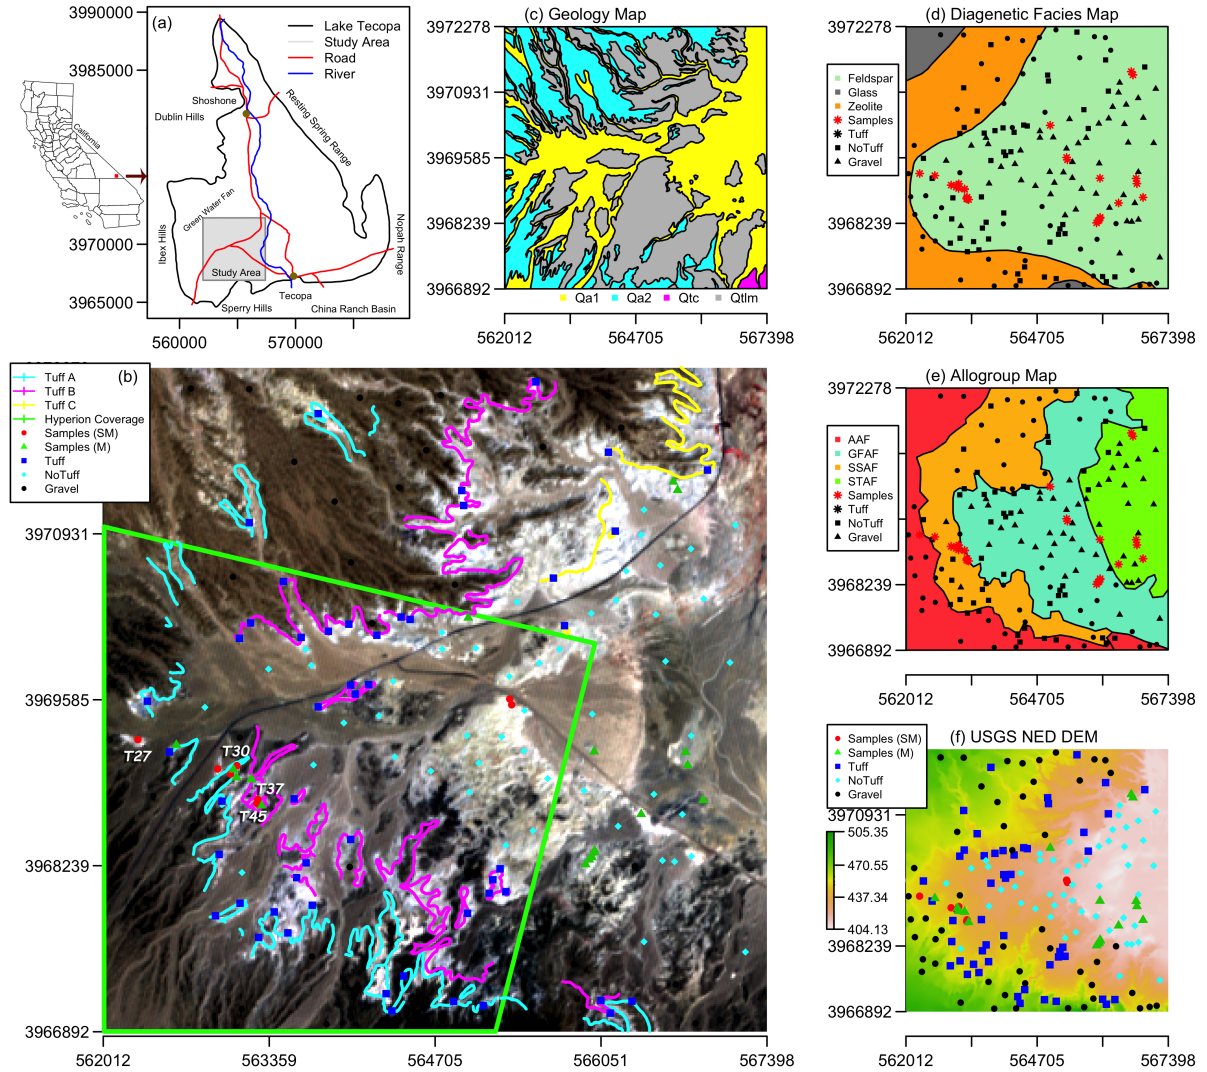 (a)
3990000
3985000
3970000
3965000
560000
570000
Lake Tecopa
Study Area
Road
River
Shoshone
Dublin Hills
Resting Spring Range
California
Green Water Fan
Ibex Hills
Nopah Range
Study Area
Tecopa
Sperry Hills
China Ranch Basin
(c) Geology Map
3972278
3970931
3969585
3968239
3966892
Qa1
Qa2
Qtc
Qtlm
562012
564705
567398
(d) Diagenetic Facies Map
3972278
Feldspar
Glass
Zeolite
Samples
Tuff
NoTuff
Gravel
3968239
3966892
562012
564705
567398
(b)
Tuff A
Tuff B
Tuff C
Hyperion Coverage
Samples (SM)
Samples (M)
Tuff
NoTuff
Gravel
3970931
3969585
3968239
3966892
T27
T30
T37
T45
562012
563359
564705
566051
567398
(e) Allogroup Map
3972278
AAF
GFAF
SSAF
STAF
Samples
Tuff
NoTuff
Gravel
3968239
3966892
562012
564705
567398
(f) USGS NED DEM
Samples (SM)
Samples (M)
Tuff
NoTuff
Gravel
3970931
505.35
470.55
437.34
404.13
3968239
3966892
562012
564705
567398